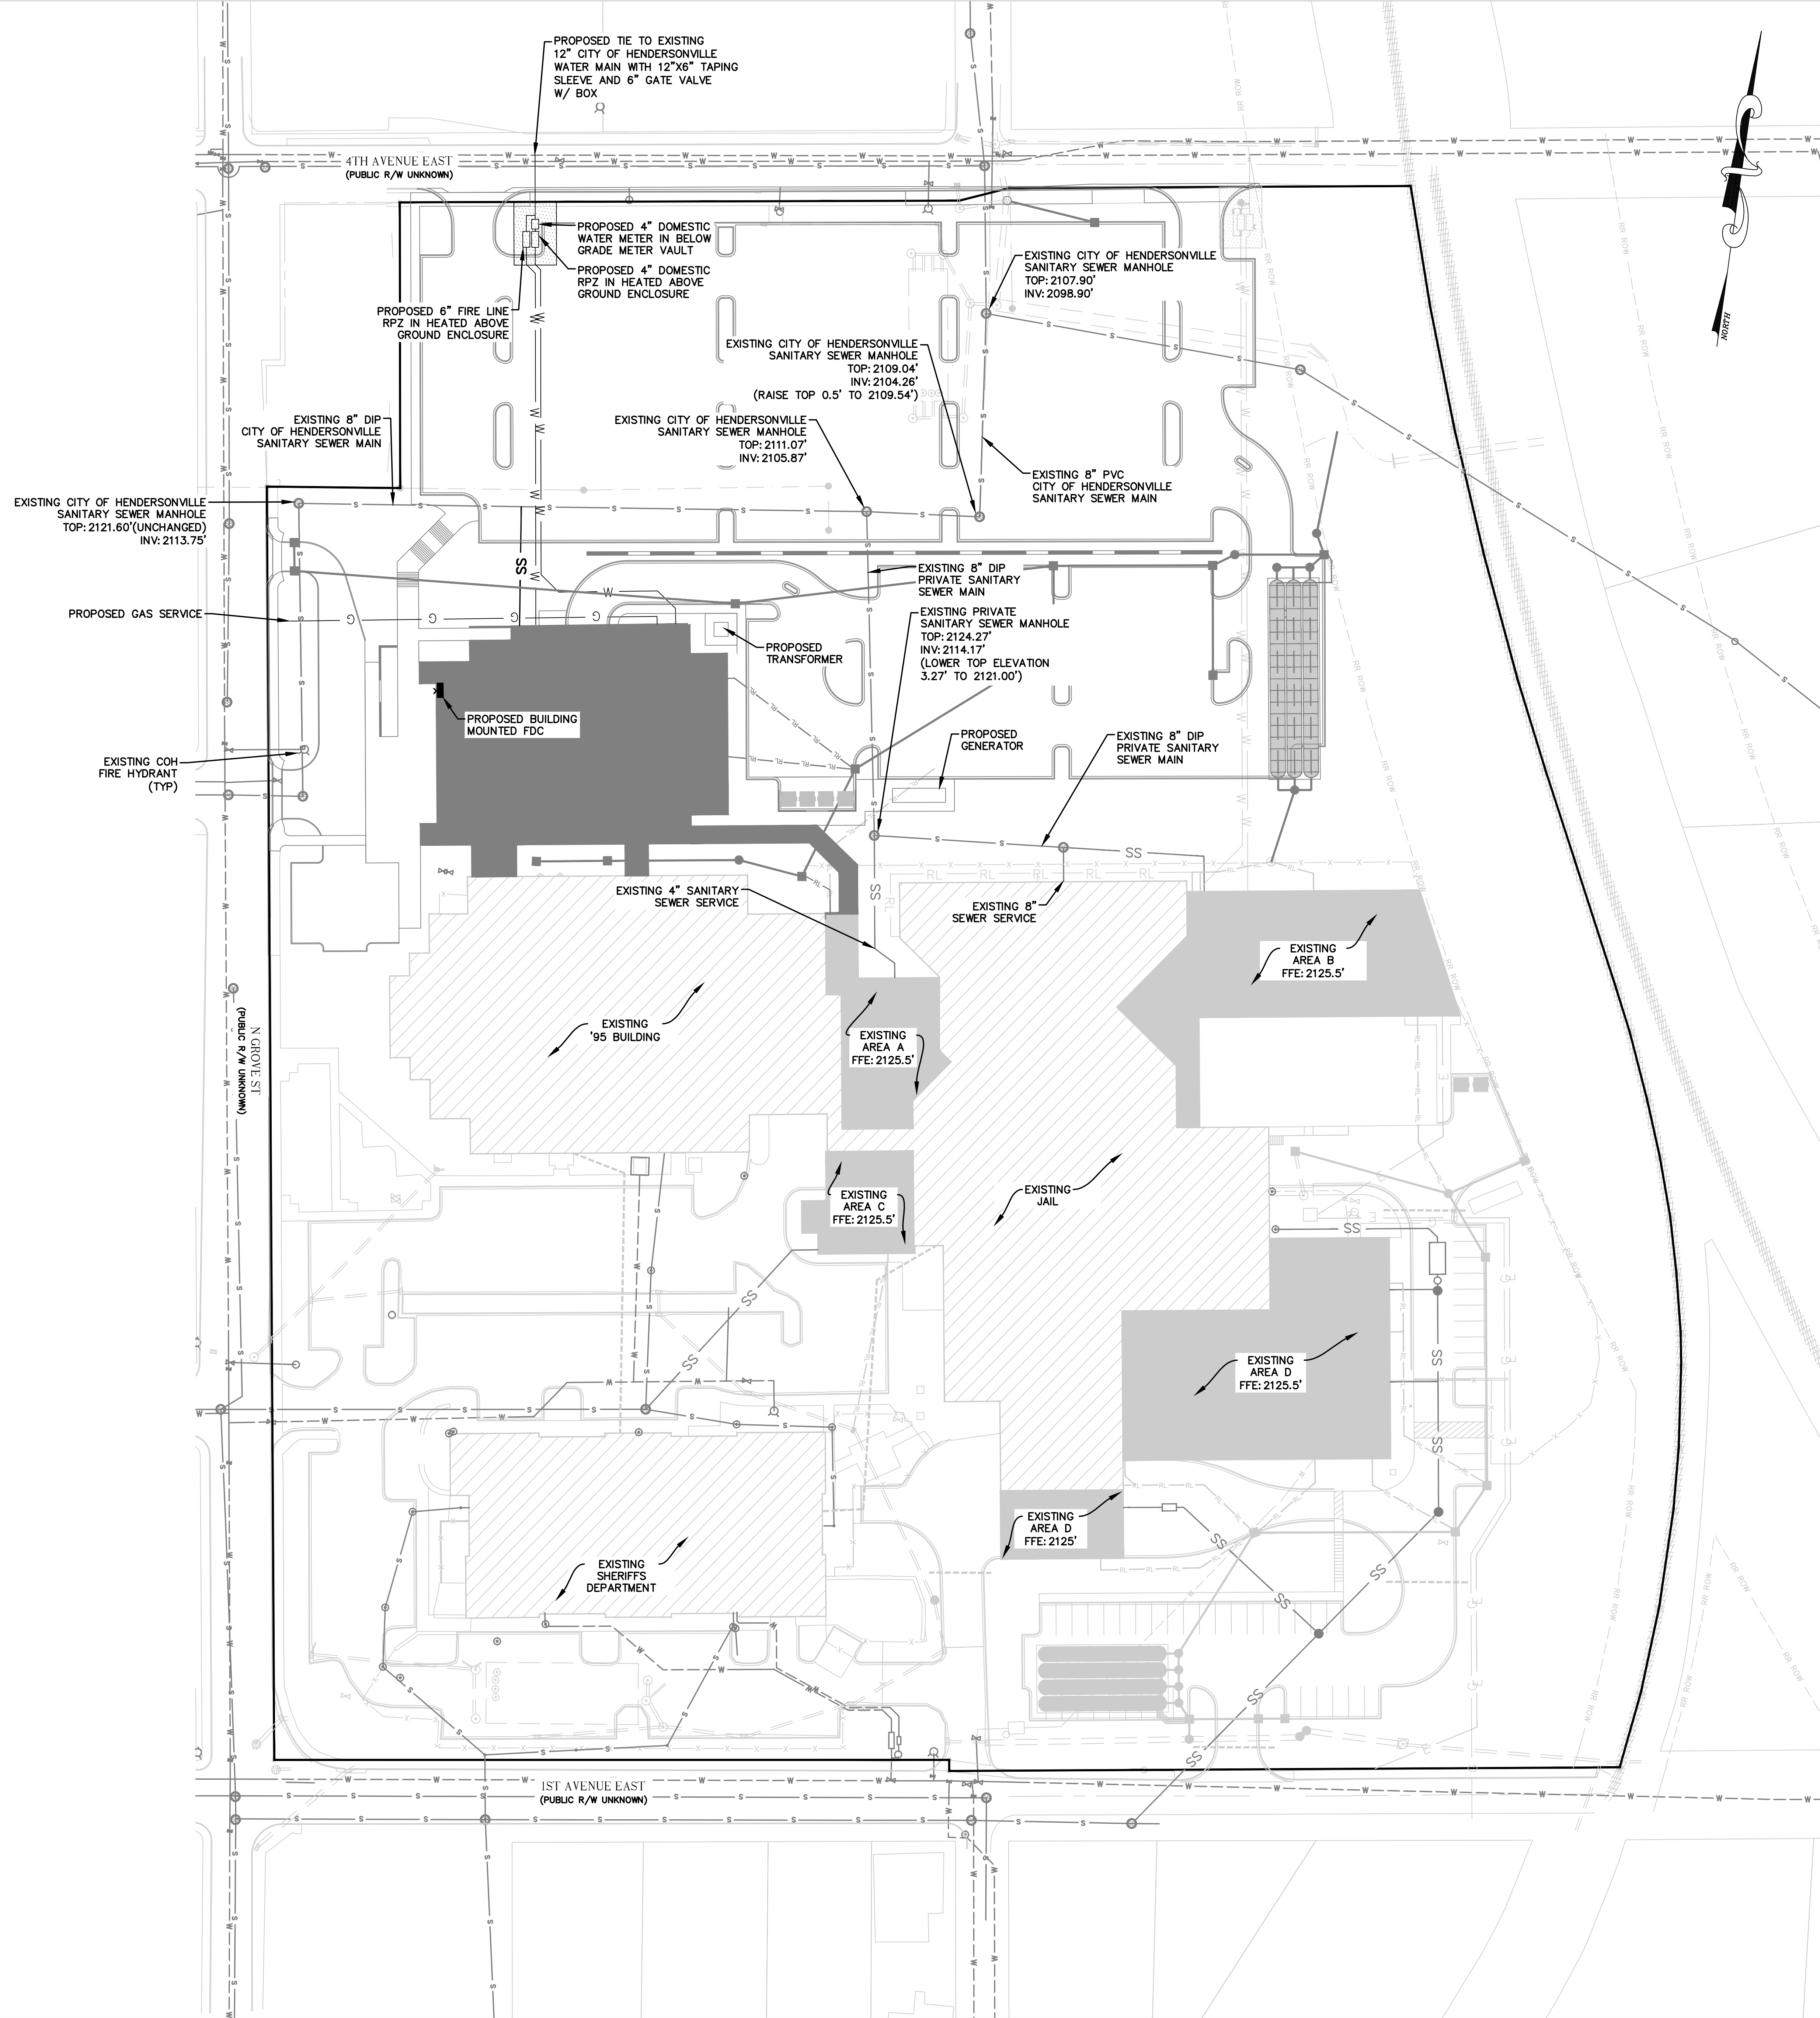 PROPOSED TIE TO EXISTING
12" CITY OF HENDERSONVILLE
WATER MAIN WITH 12"X6" TAPING
SLEEVE AND 6" GATE VALVE
W/ BOX
4TH AVENUE EAST
(PUBLIC R/W UNKNOWN)
NORTH
PROPOSED 4" DOMESTIC
WATER METER IN BELOW
GRADE METER VAULT
PROPOSED 4" DOMESTIC
RPZ IN HEATED ABOVE
GROUND ENCLOSURE
PROPOSED 6" FIRE LINE
RPZ IN HEATED ABOVE
GROUND ENCLOSURE
EXISTING CITY OF HENDERSONVILLE
SANITARY SEWER MANHOLE
TOP: 2107.90'
INV: 2098.90'
EXISTING CITY OF HENDERSONVILLE
SANITARY SEWER MANHOLE
TOP: 2109.04'
INV: 2104.26'
(RAISE TOP 0.5' TO 2109.54')
EXISTING 8" DIP
CITY OF HENDERSONVILLE
SANITARY SEWER MAIN
EXISTING CITY OF HENDERSONVILLE
SANITARY SEWER MANHOLE
TOP: 2111.07'
INV: 2105.87'
EXISTING 8" PVC
CITY OF HENDERSONVILLE
SANITARY SEWER MAIN
EXISTING CITY OF HENDERSONVILLE
SANITARY SEWER MANHOLE
TOP: 2121.60'(UNCHANGED)
INV: 2113.75'
EXISTING 8" DIP
PRIVATE SANITARY
SEWER MAIN
PROPOSED GAS SERVICE
EXISTING PRIVATE
SANITARY SEWER MANHOLE
TOP: 2124.27'
INV: 2114.17'
(LOWER TOP ELEVATION
3.27' TO 2121.00')
PROPOSED
TRANSFORMER
PROPOSED BUILDING
MOUNTED FDC
PROPOSED
GENERATOR
EXISTING 8" DIP
PRIVATE SANITARY
SEWER MAIN
EXISTING COH
FIRE HYDRANT
(TYP)
EXISTING 4" SANITARY
SEWER SERVICE
EXISTING 8"
SEWER SERVICE
EXISTING
AREA B
FFE: 2125.5'
EXISTING
'95 BUILDING
EXISTING
AREA A
FFE: 2125.5'
N GROVE ST
(PUBLIC R/W UNKNOWN)
EXISTING
AREA C
FFE: 2125.5'
EXISTING
JAIL
EXISTING
AREA D
FFE: 2125.5'
EXISTING
AREA D
FFE: 2125'
EXISTING
SHERIFFS
DEPARTMENT
1ST AVENUE EAST
(PUBLIC R/W UNKNOWN)
RR ROW
SS
W
S
G
RL
X